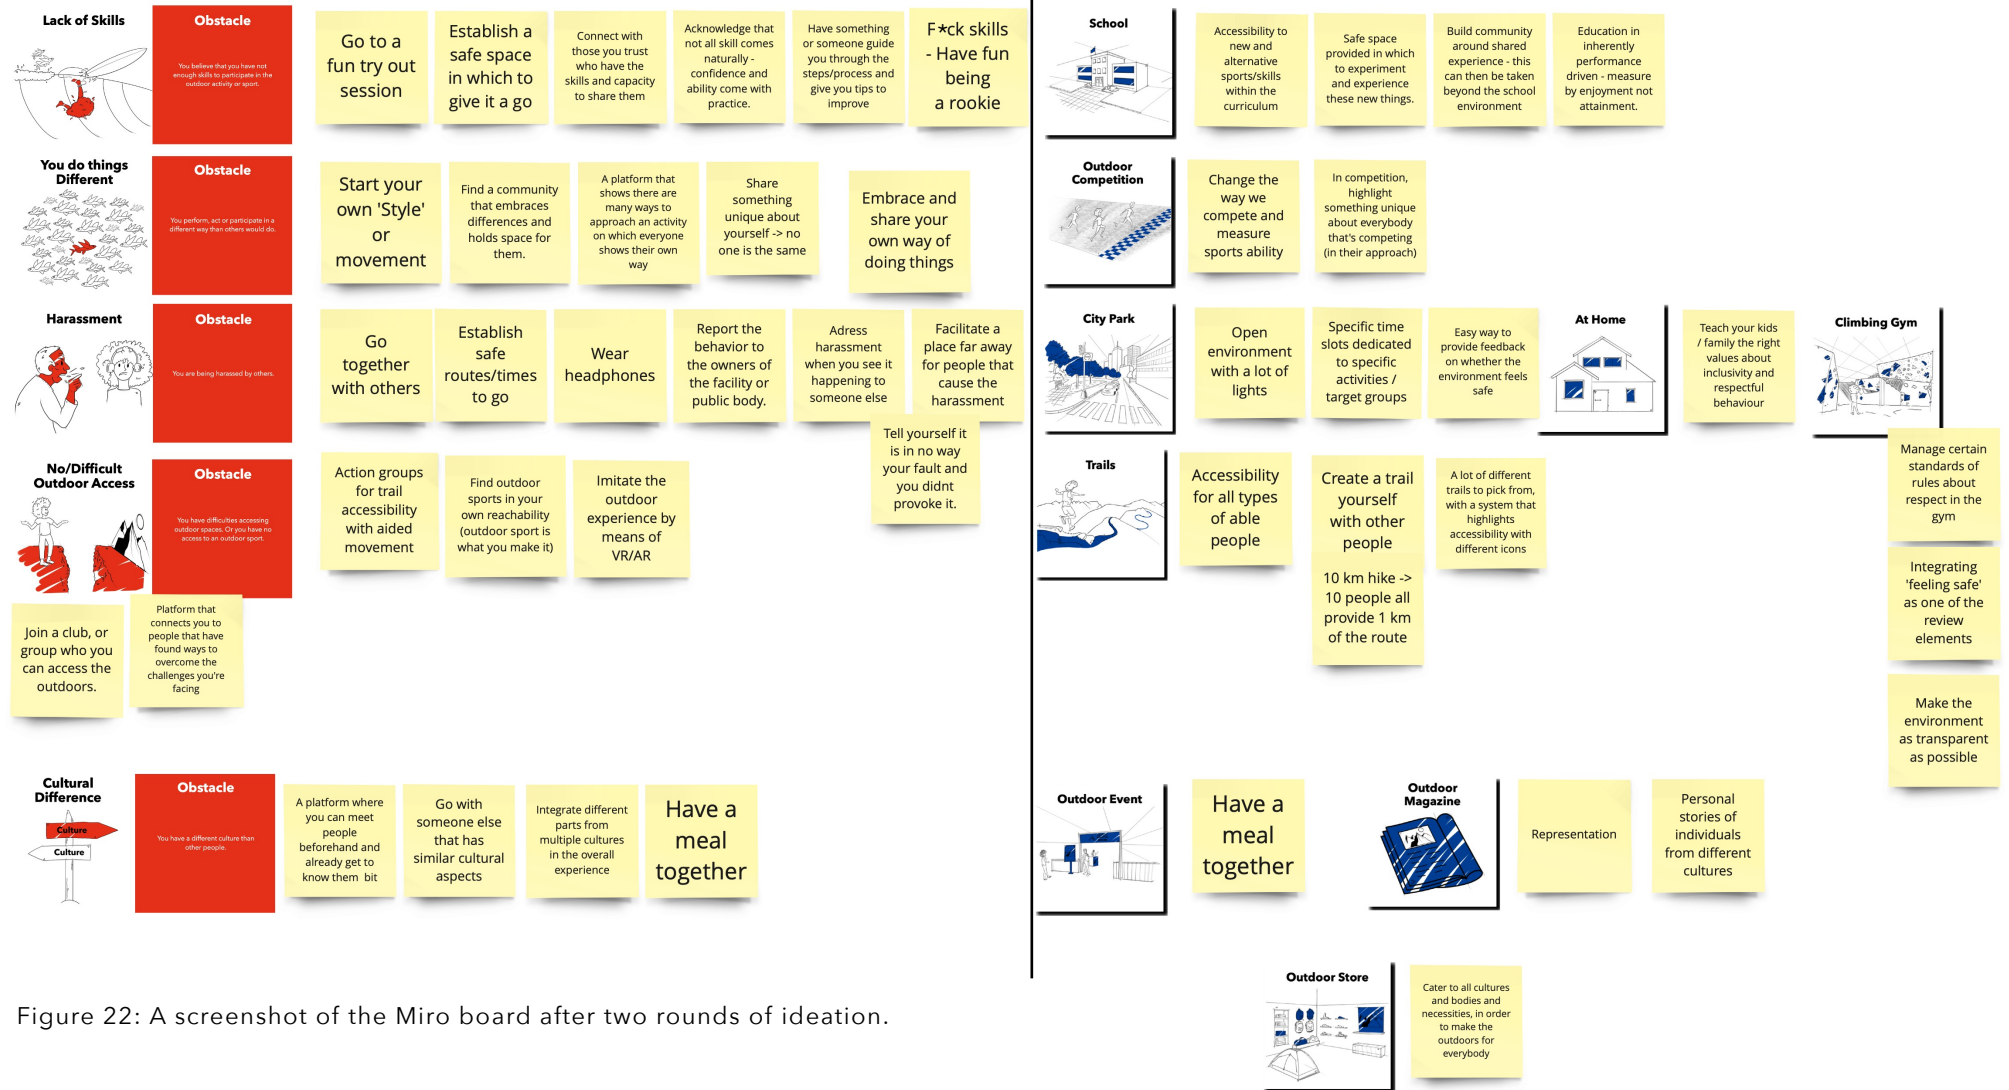 Lack of Skills
Obstacle
You believe that you have not
enough skills to participate in the
outdoor activity or sport.
Go to a
fun try out
session
Establish a
safe space
in which to
give it a go
Connect with
those you trust
who have the
skills and capacity
to share them
Acknowledge that
not all skill comes
naturally -
confidence and
ability come with
practice.
Have something
or someone guide
you through the
steps/process and
give you tips to
improve
F*ck skills
- Have fun
being
a rookie
You do things
Different
Obstacle
You perform, act or participate in a
different way than others would do.
Start your
own 'Style'
or
movement
Find a community
that embraces
differences and
holds space for
them.
A platform that
shows there are
many ways to
approach an activity
on which everyone
shows their own
way
Share
something
unique about
yourself -> no
one is the same
Embrace and
share your
own way of
doing things
Harassment
Obstacle
You are being harassed by others.
Go
together
with others
Establish
safe
routes/times
to go
Wear
headphones
Report the
behavior to
the owners of
the facility or
public body.
Adress
harassment
when you see it
happening to
someone else
Facilitate a
place far away
for people that
cause the
harassment
Tell yourself it
is in no way
your fault and
you didnt
provoke it.
No/Difficult
Outdoor Access
Obstacle
You have difficulties accessing
outdoor spaces. Or you have no
access to an outdoor sport.
Action groups
for trail
accessibility
with aided
movement
Find outdoor
sports in your
own reachability
(outdoor sport is
what you make it)
Imitate the
outdoor
experience by
means of
VR/AR
Join a club, or
group who you
can access the
outdoors.
Platform that
connects you to
people that have
found ways to
overcome the
challenges you're
facing
Cultural
Difference
Culture
Culture
Obstacle
You have a different culture than
other people.
A platform where
you can meet
people
beforehand and
already get to
know them  bit
Go with
someone else
that has
similar cultural
aspects
Integrate different
parts from
multiple cultures
in the overall
experience
Have a
meal
together
School
Accessibility to
new and
alternative
sports/skills
within the
curriculum
Safe space
provided in which
to experiment
and experience
these new things.
Build community
around shared
experience - this
can then be taken
beyond the school
environment
Education in
inherently
performance
driven - measure
by enjoyment not
attainment.
Outdoor
Competition
Change the
way we
compete and
measure
sports ability
In competition,
highlight
something unique
about everybody
that's competing
(in their approach)
City Park
Open
environment
with a lot of
lights
Specific time
slots dedicated
to specific
activities /
target groups
Easy way to
provide feedback
on whether the
environment feels
safe
At Home
Teach your kids
/ family the right
values about
inclusivity and
respectful
behaviour
Climbing Gym
Manage certain
standards of
rules about
respect in the
gym
Integrating
'feeling safe'
as one of the
review
elements
Make the
environment
as transparent
as possible
Trails
Accessibility
for all types
of able
people
Create a trail
yourself
with other
people
10 km hike ->
10 people all
provide 1 km
of the route
A lot of different
trails to pick from,
with a system that
highlights
accessibility with
different icons
Outdoor Event
Have a
meal
together
Outdoor
Magazine
Representation
Personal
stories of
individuals
from different
cultures
Outdoor Store
Cater to all cultures
and bodies and
necessities, in order
to make the
outdoors for
everybody
Figure 22: A screenshot of the Miro board after two rounds of ideation.